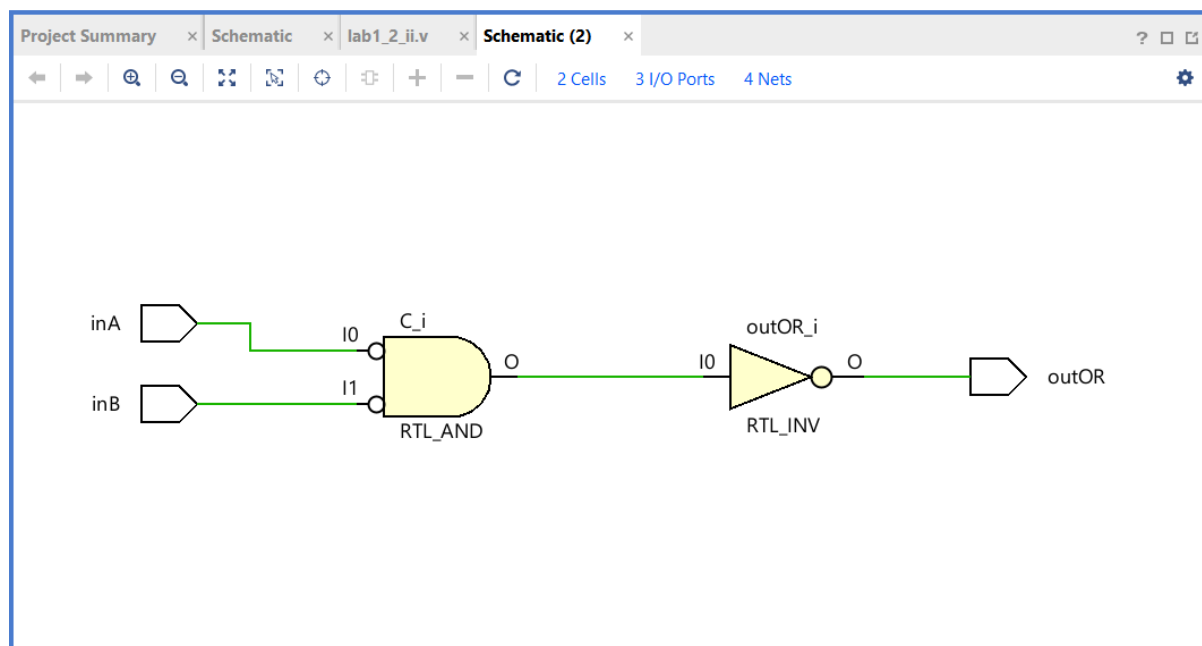 Project Summary × Schematic × lab1_2_ii.v × Schematic (2) × ?
2 Cells 3 I/O Ports 4 Nets
inA
inB
I0
I1
C_i
RTL_AND
O
I0
outOR_i
RTL_INV
O
outOR